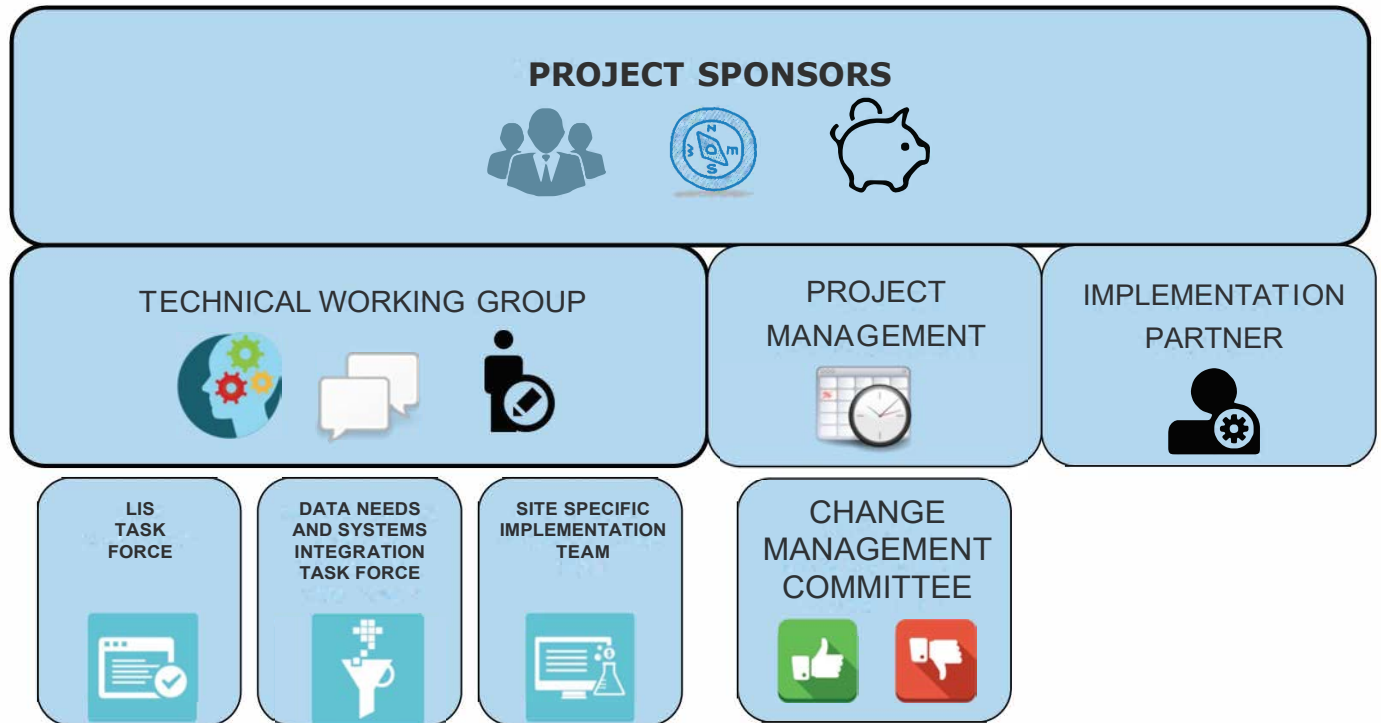 PROJECT SPONSORS
N
W E
S
TECHNICAL WORKING GROUP
PROJECT
MANAGEMENT
IMPLEMENTATION
PARTNER
LIS
TASK
FORCE
DATA NEEDS
AND SYSTEMS
INTEGRATION
TASK FORCE
SITE SPECIFIC
IMPLEMENTATION
TEAM
CHANGE
MANAGEMENT
COMMITTEE